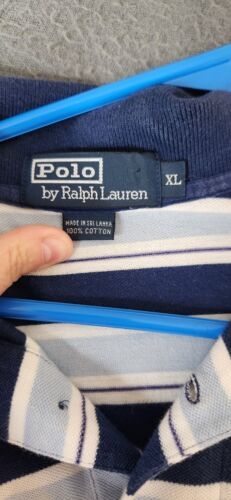 Polo
by Ralph Lauren
XL
MADE IN SRI LANKA
100% COTTON